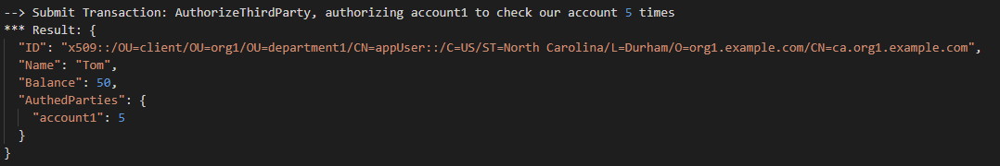 --> Submit Transaction: AuthorizeThirdParty, authorizing account1 to check our account 5 times
*** Result: {
  "ID": "x509::/OU=client/OU=org1/OU=department1/CN=appUser::/C=US/ST=North Carolina/L=Durham/O=org1.example.com/CN=ca.org1.example.com",
  "Name": "Tom",
  "Balance": 50,
  "AuthedParties": {
    "account1": 5
  }
}